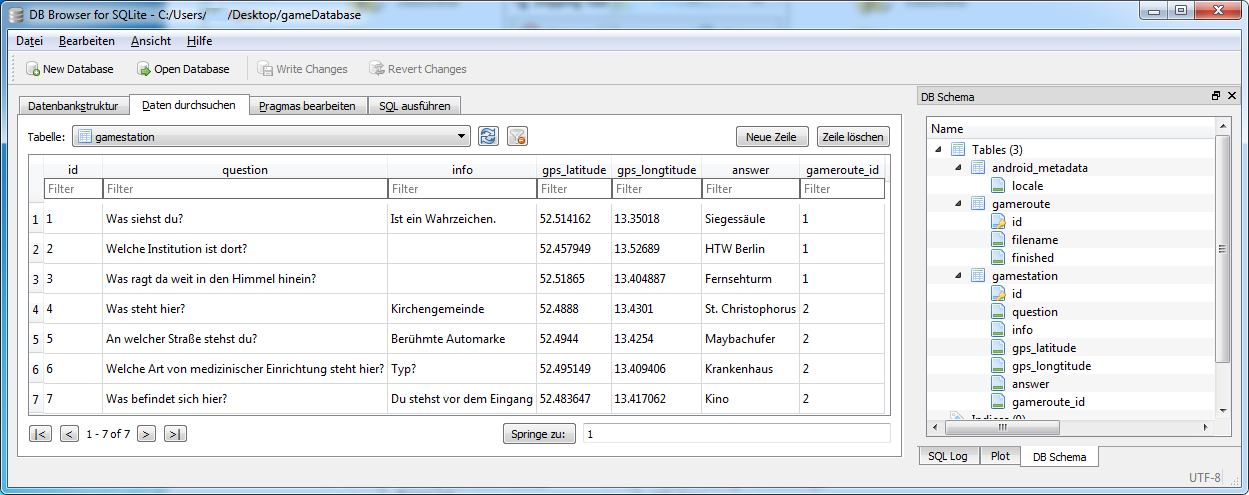 DB Browser for SQLite - C:/Users/ /Desktop/gameDatabase
Datei Bearbeiten Ansicht Hilfe
New Database Open Database Write Changes Revert Changes
Datenbankstruktur Daten durchsuchen Pragmas bearbeiten SQL ausführen
Tabelle: gamestation Neue Zeile Zeile löschen
id question info gps_latitude gps_longtitude answer gameroute_id
Filter Filter Filter Filter Filter Filter Filter
1 1 Was siehst du? Ist ein Wahrzeichen. 52.514162 13.35018 Siegessäule 1
2 2 Welche Institution ist dort? 52.457949 13.52689 HTW Berlin 1
3 3 Was ragt da weit in den Himmel hinein? 52.51865 13.404887 Fernsehturm 1
4 4 Was steht hier? Kirchengemeinde 52.4888 13.4301 St. Christophorus 2
5 5 An welcher Straße stehst du? Berühmte Automarke 52.4944 13.4254 Maybachufer 2
6 6 Welche Art von medizinischer Einrichtung steht hier? Typ? 52.495149 13.409406 Krankenhaus 2
7 7 Was befindet sich hier? Du stehst vor dem Eingang 52.483647 13.417062 Kino 2
|< < 1 - 7 of 7 > >| Springe zu: 1
DB Schema
Name
Tables (3)
android_metadata
locale
gameroute
id
filename
finished
gamestation
id
question
info
gps_latitude
gps_longtitude
answer
gameroute_id
Indices (0)
SQL Log Plot DB Schema
UTF-8